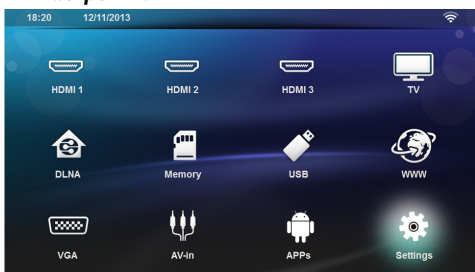 18:20 12/11/2013
HDMI 1 HDMI 2 HDMI 3 TV
DLNA Memory USB WWW
VGA AV-in APPs Settings